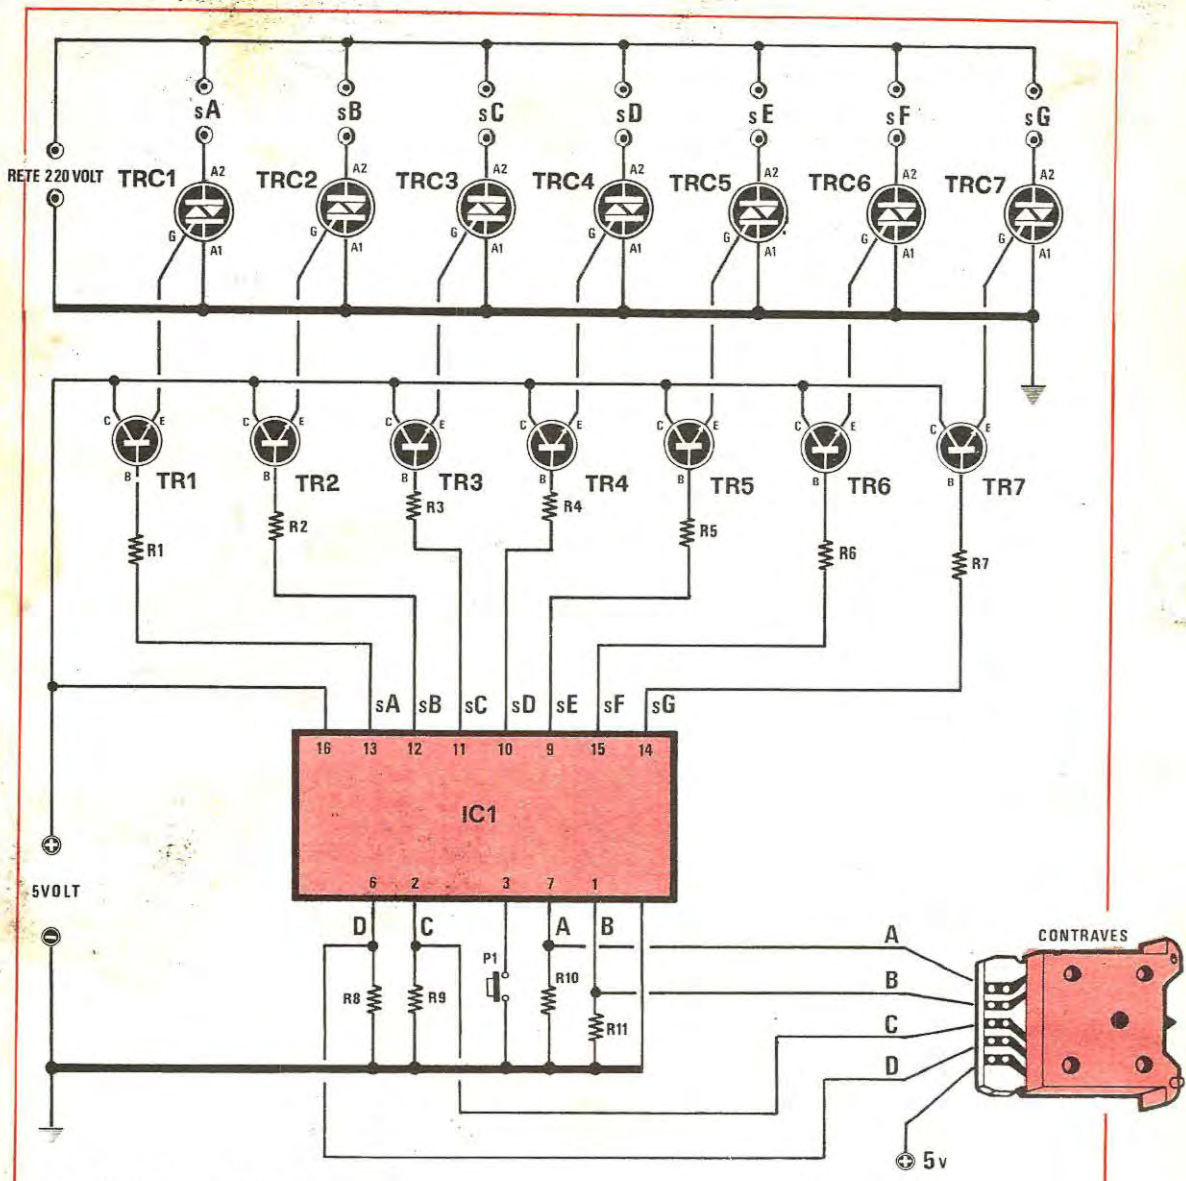 sA sB sC sD sE sF sG
RETE 220 VOLT
TRC1 TRC2 TRC3 TRC4 TRC5 TRC6 TRC7
A2 A2 A2 A2 A2 A2 A2
G G G G G G G
A1 A1 A1 A1 A1 A1 A1
C E C E C E C E C E C E C E
B B B B B B B
TR1 TR2 TR3 TR4 TR5 TR6 TR7
R1 R2 R3 R4 R5 R6 R7
sA sB sC sD sE sF sG
16 13 12 11 10 9 15 14
IC1
6 2 3 7 1
+
5VOLT
-
D C A B
P1
R8 R9 R10 R11
CONTRAVES
A
B
C
D
+ 5V